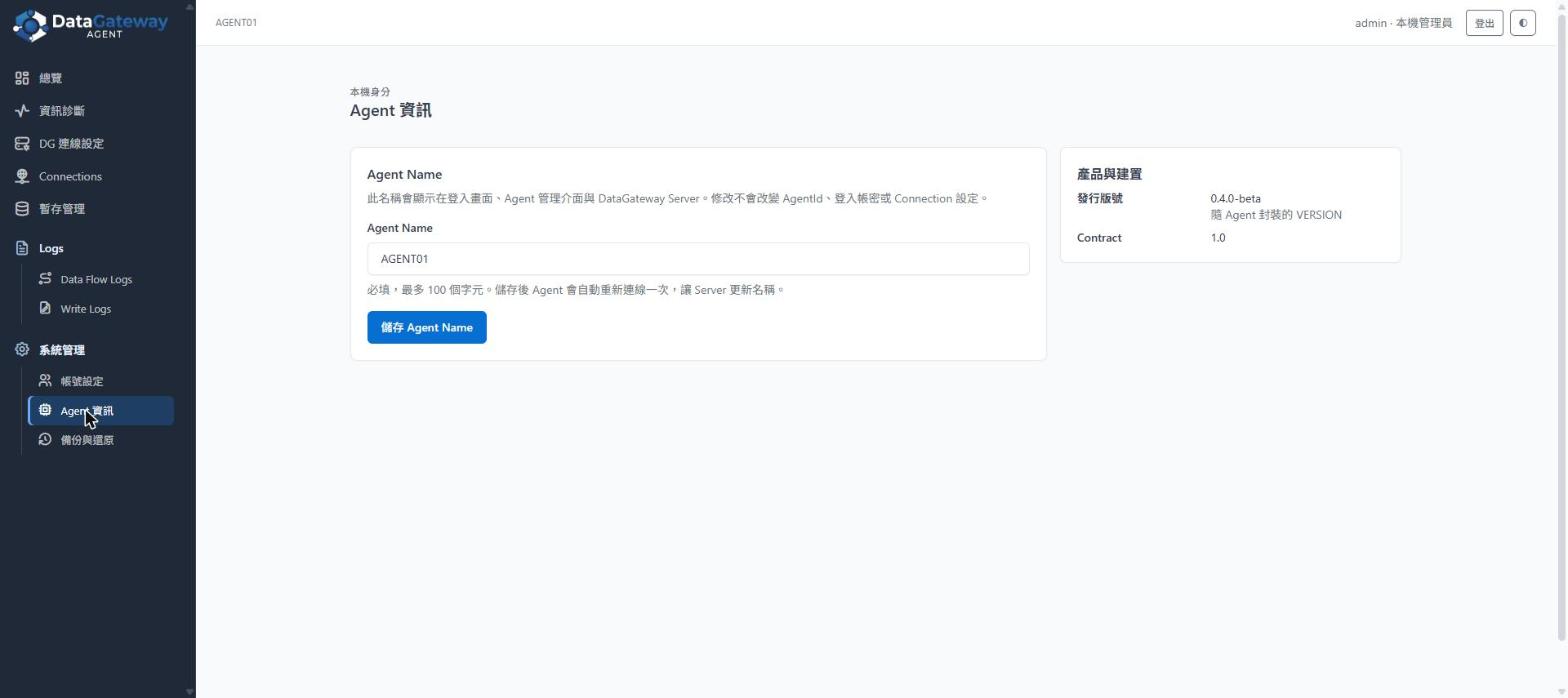 DataGateway
AGENT
總覽
資訊診斷
DG 連線設定
Connections
暫存管理
Logs
Data Flow Logs
Write Logs
系統管理
帳號設定
Agent 資訊
備份與還原
AGENT01
admin · 本機管理員
登出
本機身分
Agent 資訊
Agent Name
此名稱會顯示在登入畫面、Agent 管理介面與 DataGateway Server。修改不會改變 AgentId、登入帳密或 Connection 設定。
Agent Name
AGENT01
必填，最多 100 個字元。儲存後 Agent 會自動重新連線一次，讓 Server 更新名稱。
儲存 Agent Name
產品與建置
發行版號 0.4.0-beta
隨 Agent 封裝的 VERSION
Contract 1.0